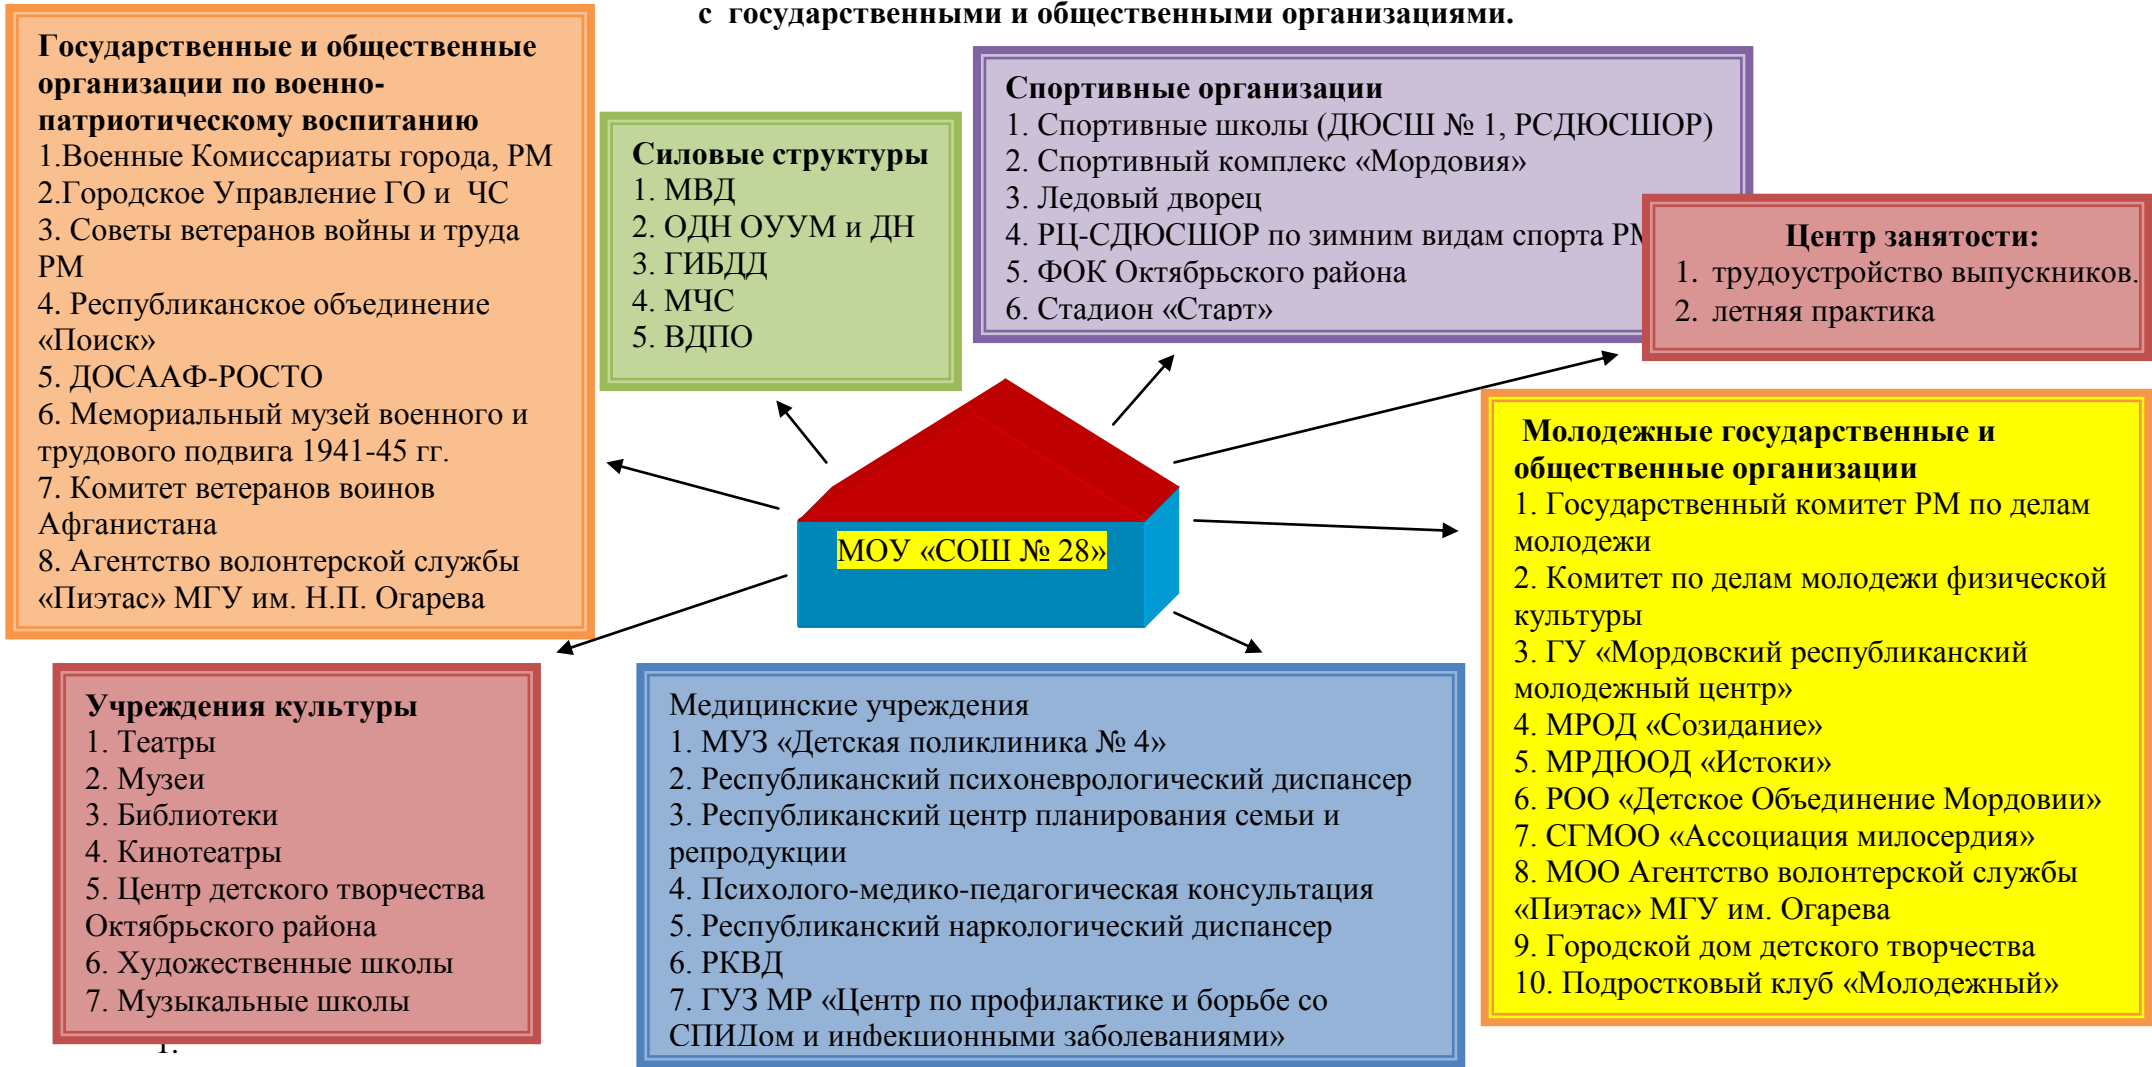 с  государственными и общественными организациями.
Государственные и общественные
организации по военно-
патриотическому воспитанию
1.Военные Комиссариаты города, РМ
2.Городское Управление ГО и  ЧС
3. Советы ветеранов войны и труда
РМ
4. Республиканское объединение
«Поиск»
5. ДОСААФ-РОСТО
6. Мемориальный музей военного и
трудового подвига 1941-45 гг.
7. Комитет ветеранов воинов
Афганистана
8. Агентство волонтерской службы
«Пиэтас» МГУ им. Н.П. Огарева
Силовые структуры
1. МВД
2. ОДН ОУУМ и ДН
3. ГИБДД
4. МЧС
5. ВДПО
Спортивные организации
1. Спортивные школы (ДЮСШ № 1, РСДЮСШОР)
2. Спортивный комплекс «Мордовия»
3. Ледовый дворец
4. РЦ-СДЮСШОР по зимним видам спорта РМ
5. ФОК Октябрьского района
6. Стадион «Старт»
Центр занятости:
1. трудоустройство выпускников.
2. летняя практика
МОУ «СОШ № 28»
Молодежные государственные и
общественные организации
1. Государственный комитет РМ по делам
молодежи
2. Комитет по делам молодежи физической
культуры
3. ГУ «Мордовский республиканский
молодежный центр»
4. МРОД «Созидание»
5. МРДЮОД «Истоки»
6. РОО «Детское Объединение Мордовии»
7. СГМОО «Ассоциация милосердия»
8. МОО Агентство волонтерской службы
«Пиэтас» МГУ им. Огарева
9. Городской дом детского творчества
10. Подростковый клуб «Молодежный»
Учреждения культуры
1. Театры
2. Музеи
3. Библиотеки
4. Кинотеатры
5. Центр детского творчества
Октябрьского района
6. Художественные школы
7. Музыкальные школы
1.
Медицинские учреждения
1. МУЗ «Детская поликлиника № 4»
2. Республиканский психоневрологический диспансер
3. Республиканский центр планирования семьи и
репродукции
4. Психолого-медико-педагогическая консультация
5. Республиканский наркологический диспансер
6. РКВД
7. ГУЗ МР «Центр по профилактике и борьбе со
СПИДом и инфекционными заболеваниями»